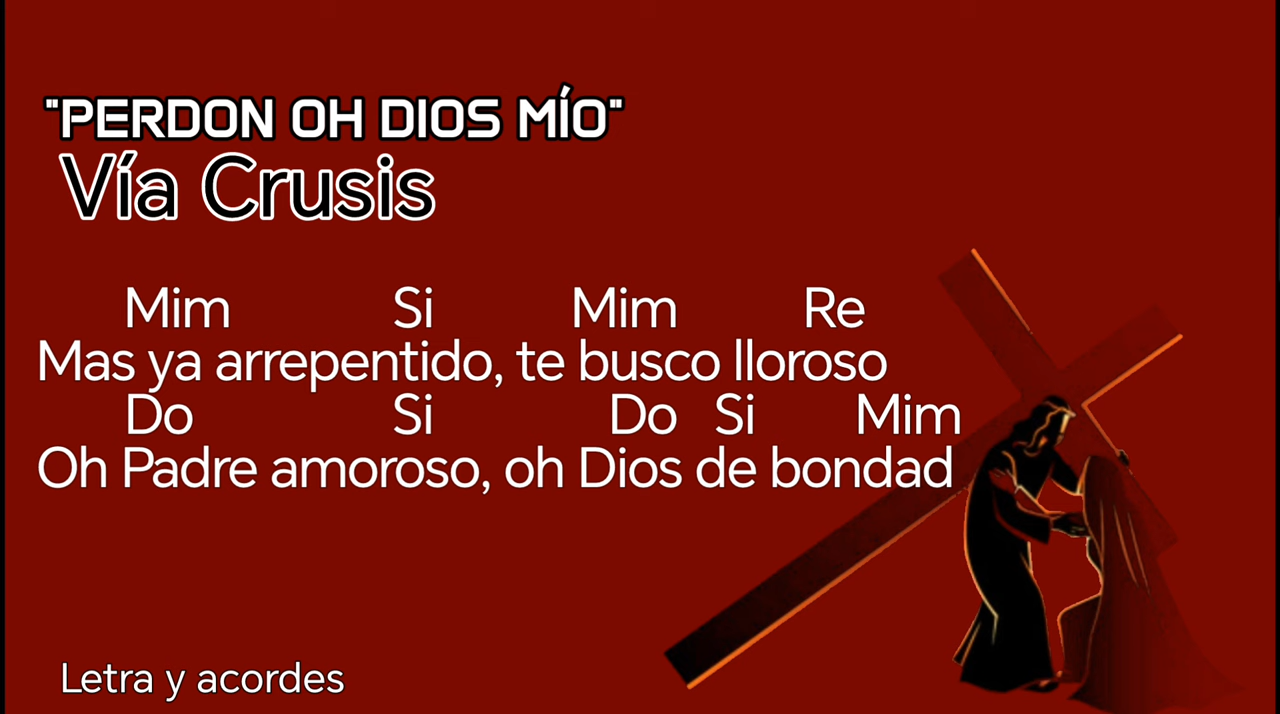 "PERDON OH DIOS MÍO"
Vía Crusis
Mim Si Mim Re
Mas ya arrepentido, te busco lloroso
Do Si Do Si Mim
Oh Padre amoroso, oh Dios de bondad
Letra y acordes